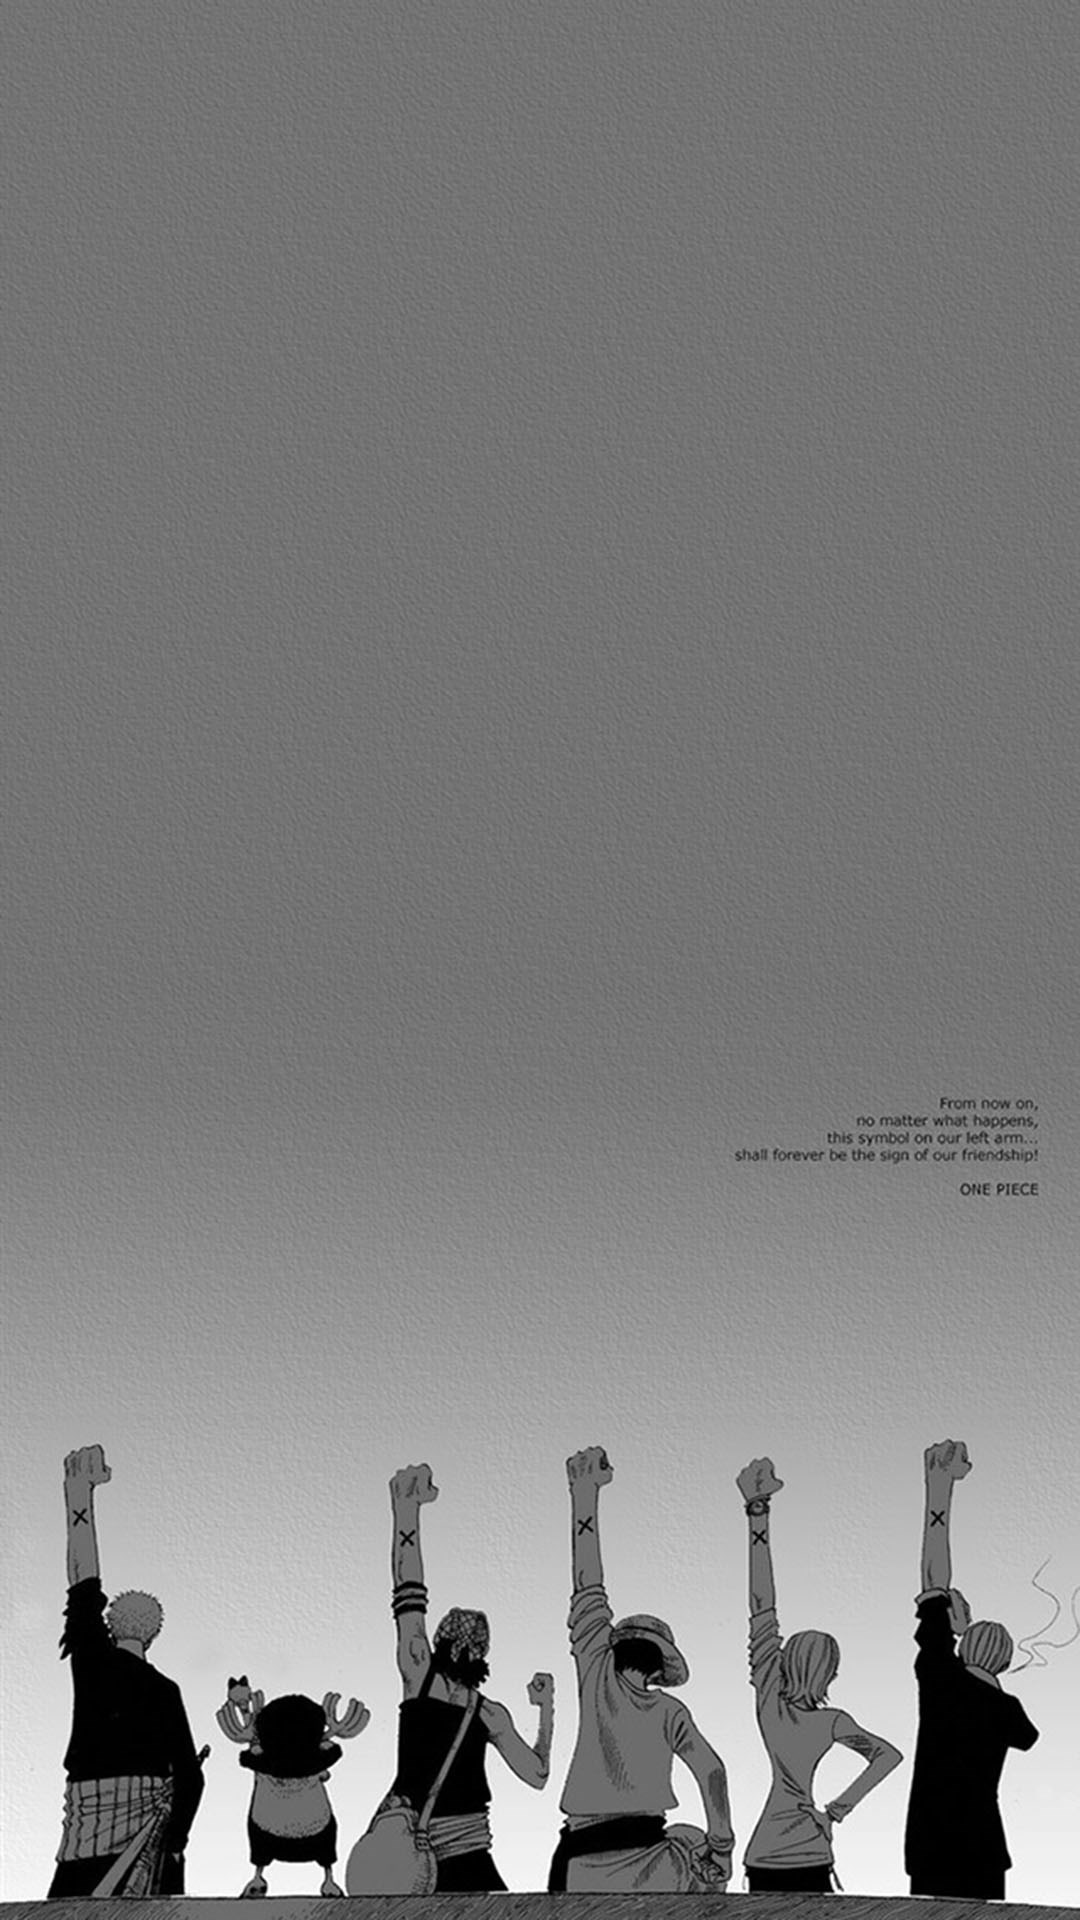 From now on,
no matter what happens,
this symbol on our left arm...
shall forever be the sign of our friendship!
ONE PIECE